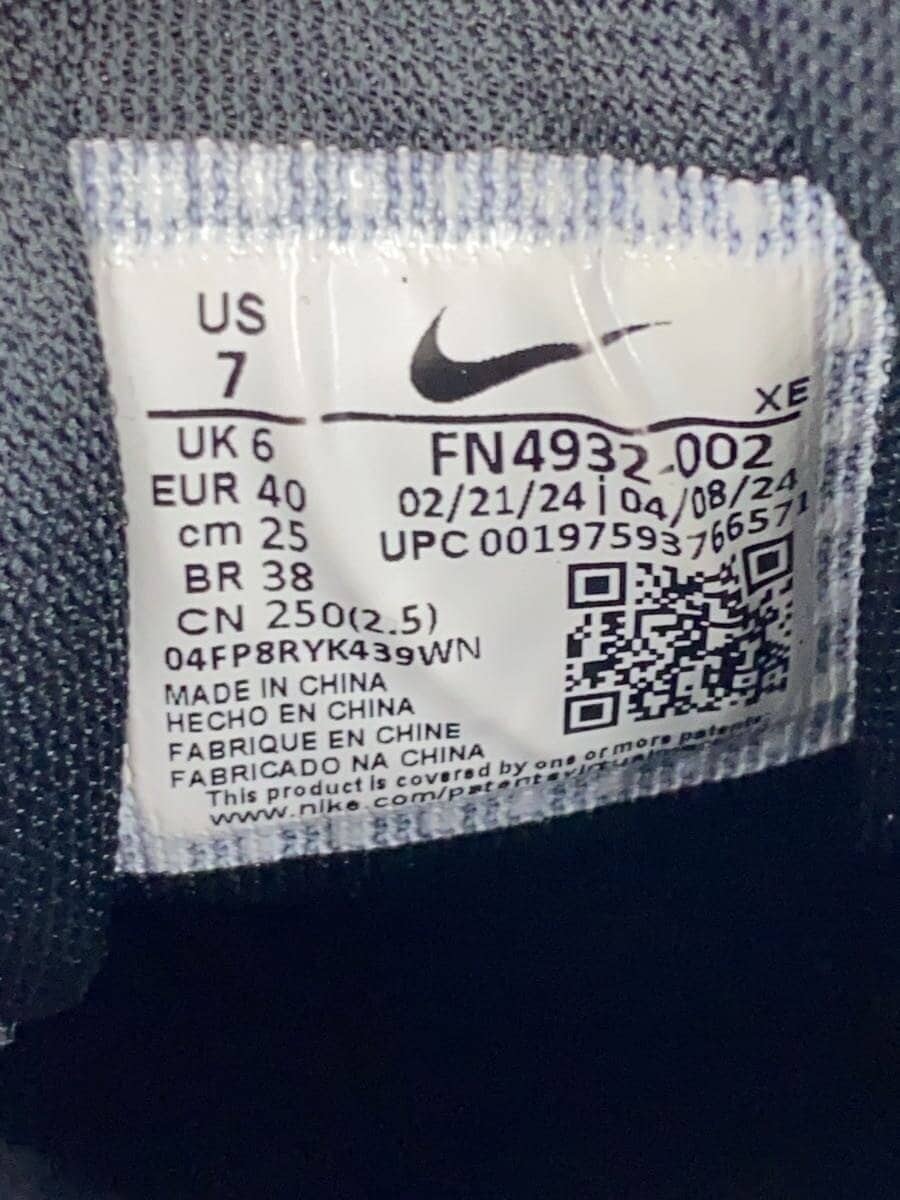 US
7
XE
UK 6
EUR 40
cm 25
BR 38
CN 250(2.5)
FN4932-002
02/21/24 | 04/08/24
UPC 00197593766571
04FP8RYK439WN
MADE IN CHINA
HECHO EN CHINA
FABRIQUE EN CHINE
FABRICADO NA CHINA
This product is covered by one or more patents.
www.nike.com/patentsvirtual